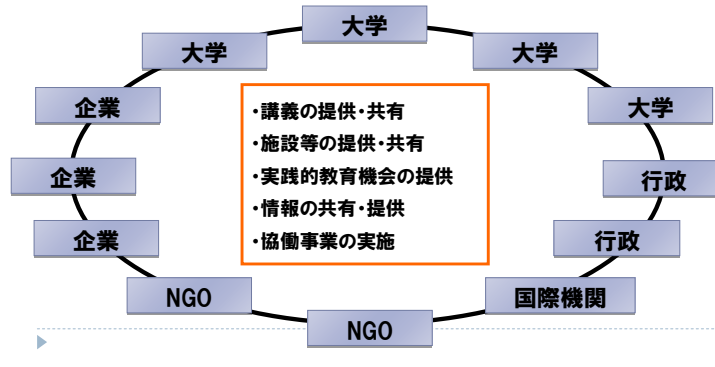 大学
大学
大学
企業
大学
・講義の提供・共有
・施設等の提供・共有
・実践的教育機会の提供
・情報の共有・提供
・協働事業の実施
企業
行政
企業
行政
NGO
国際機関
NGO